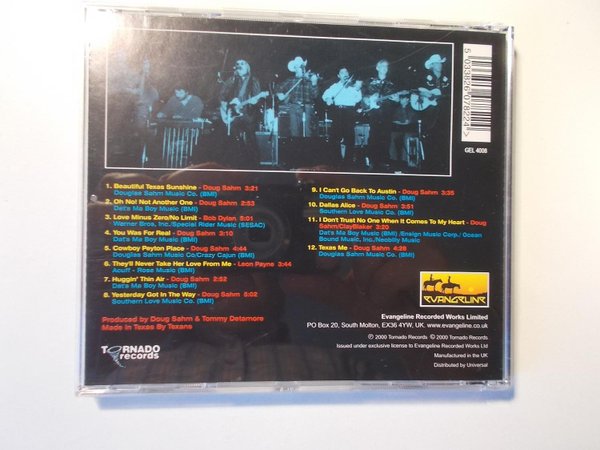 5033826078224>
GEL 4008
1. Beautiful Texas Sunshine - Doug Sahm 3:21
Douglas Sahm Music Co. (BMI)
2. Oh No! Not Another One - Doug Sahm 2:53
Dat's Ma Boy Music (BMI)
3. Love Minus Zero/No Limit - Bob Dylan 5:01
Warner Bros, Inc./Special Rider Music (SESAC)
4. You Was For Real - Doug Sahm 3:10
Dat's Ma Boy Music (BMI)
5. Cowboy Peyton Place - Doug Sahm 4:44
Douglas Sahm Music Co/Crazy Cajun (BMI)
6. They'll Never Take Her Love From Me - Leon Payne 3:44
Acuff - Rose Music (BMI)
7. Huggin' Thin Air - Doug Sahm 2:52
Dat's Ma Boy Music (BMI)
8. Yesterday Got In The Way - Doug Sahm 5:02
Southern Love Music Co. (BMI)
Produced by Doug Sahm & Tommy Detamore
Made in Texas By Texans
TORNADO
records
9. I Can't Go Back To Austin - Doug Sahm 3:35
Douglas Sahm Music Co. (BMI)
10. Dallas Alice - Doug Sahm 3:51
Southern Love Music Co. (BMI)
11. I Don't Trust No One When It Comes To My Heart - Doug
Sahm/ClayBlaker 3:20
Dat's Ma Boy Music (BMI) /Ensign Music Corp./ Ocean
Bound Music, Inc./Neobilly Music
12. Texas Me - Doug Sahm 4:28
Douglas Sahm Music Co. (BMI)
EVANGELINE
Evangeline Recorded Works Limited
PO Box 20, South Molton, EX36 4YW, UK. www.evangeline.co.uk
℗ 2000 Tornado Records © 2000 Tornado Records
Issued under exclusive license to Evangeline Recorded Works Ltd
Manufactured in the UK
Distributed by Universal